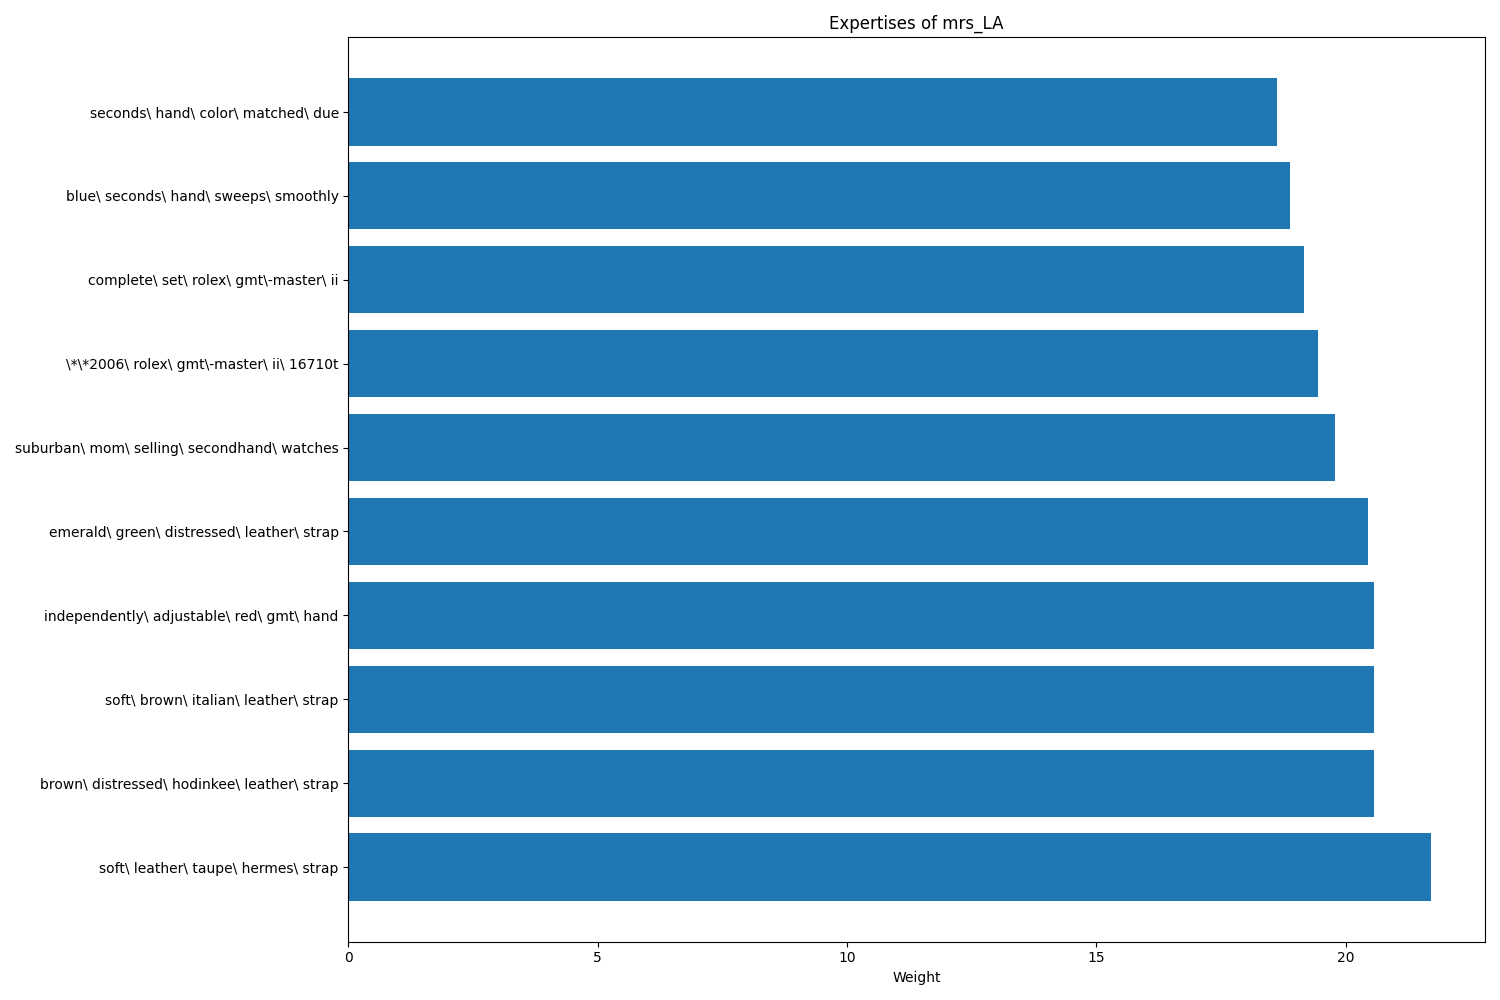 Expertises of mrs_LA
seconds\ hand\ color\ matched\ due
blue\ seconds\ hand\ sweeps\ smoothly
complete\ set\ rolex\ gmt\-master\ ii
\*\*2006\ rolex\ gmt\-master\ ii\ 16710t
suburban\ mom\ selling\ secondhand\ watches
emerald\ green\ distressed\ leather\ strap
independently\ adjustable\ red\ gmt\ hand
soft\ brown\ italian\ leather\ strap
brown\ distressed\ hodinkee\ leather\ strap
soft\ leather\ taupe\ hermes\ strap
0 5 10 15 20
Weight